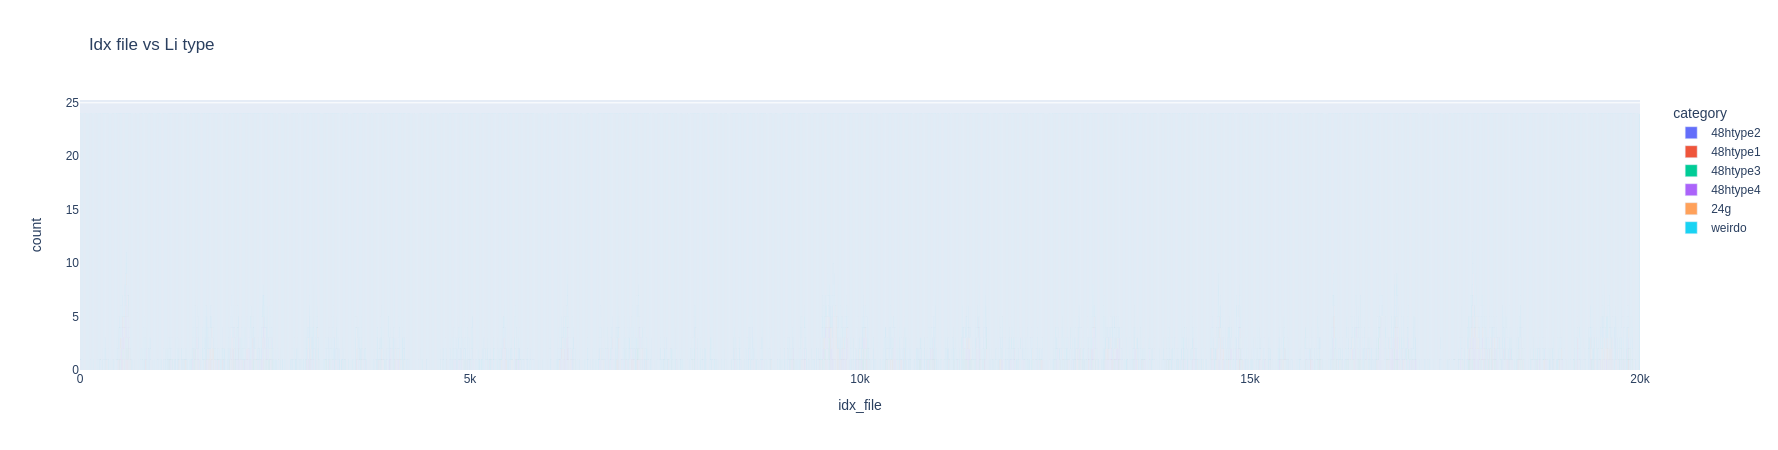 Idx file vs Li type
25
20
15
10
5
0
count
0
5k
10k
15k
20k
idx_file
category
48htype2
48htype1
48htype3
48htype4
24g
weirdo